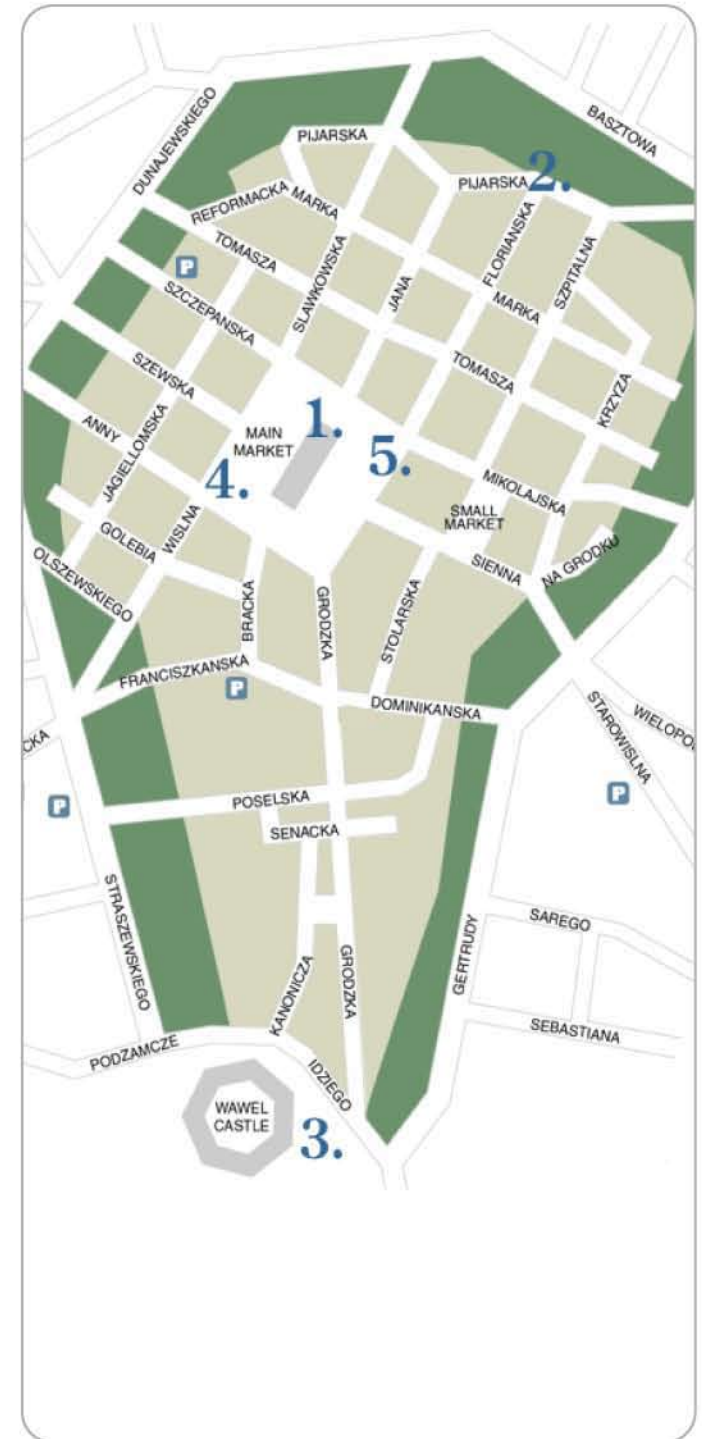 BASZTOWA
DUNAJEWSKIEGO
PIJARSKA
PIJARSKA
2.
REFORMACKA
MARKA
TOMASZA
SLAWKOWSKA
JANA
FLORIANSKA
SZPITALNA
P
SZCZEPANSKA
MARKA
SZEWSKA
TOMASZA
KRZYZA
ANNY
JAGIELLOMSKA
MAIN
MARKET
1.
4.
5.
MIKOLAJSKA
SMALL
MARKET
WISLNA
GOLEBIA
SIENNA
NA GRODKU
OLSZEWSKIEGO
BRACKA
GRODZKA
STOLARSKA
FRANCISZKANSKA
P
DOMINIKANSKA
STAROWISLNA
WIELOPO
CKA
P
POSELSKA
P
SENACKA
STRASZEWSKIEGO
KANONICZA
GRODZKA
GERTRUDY
SAREGO
SEBASTIANA
PODZAMCZE
IDZIEGO
WAWEL
CASTLE
3.